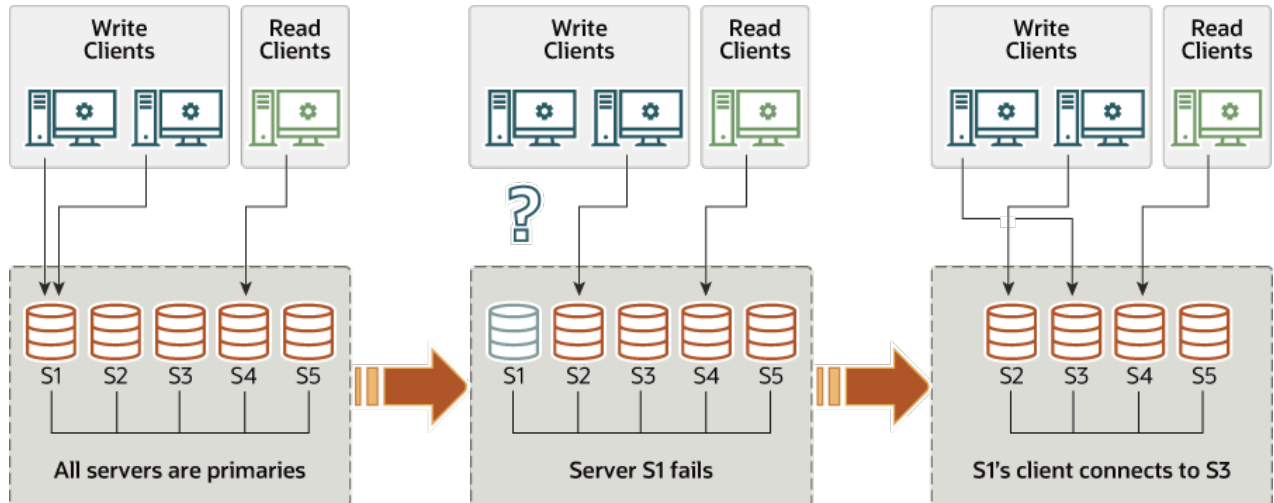 Write
Clients
Read
Clients
S1 S2 S3 S4 S5
All servers are primaries
Write
Clients
Read
Clients
?
S1 S2 S3 S4 S5
Server S1 fails
Write
Clients
Read
Clients
S2 S3 S4 S5
S1's client connects to S3